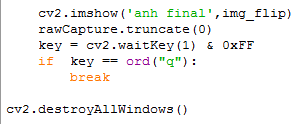 cv2.imshow('anh final',img_flip)
rawCapture.truncate(0)
key = cv2.waitKey(1) & 0xFF
if key == ord("q"):
break
cv2.destroyAllWindows()